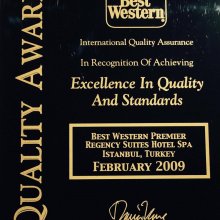 QUALITY AWAR
Best
Western
International Quality Assurance
In Recognition Of Achieving
Excellence In Quality
And Standards
BEST WESTERN PREMIER
REGENCY SUITES HOTEL SPA
ISTANBUL, TURKEY
FEBRUARY 2009